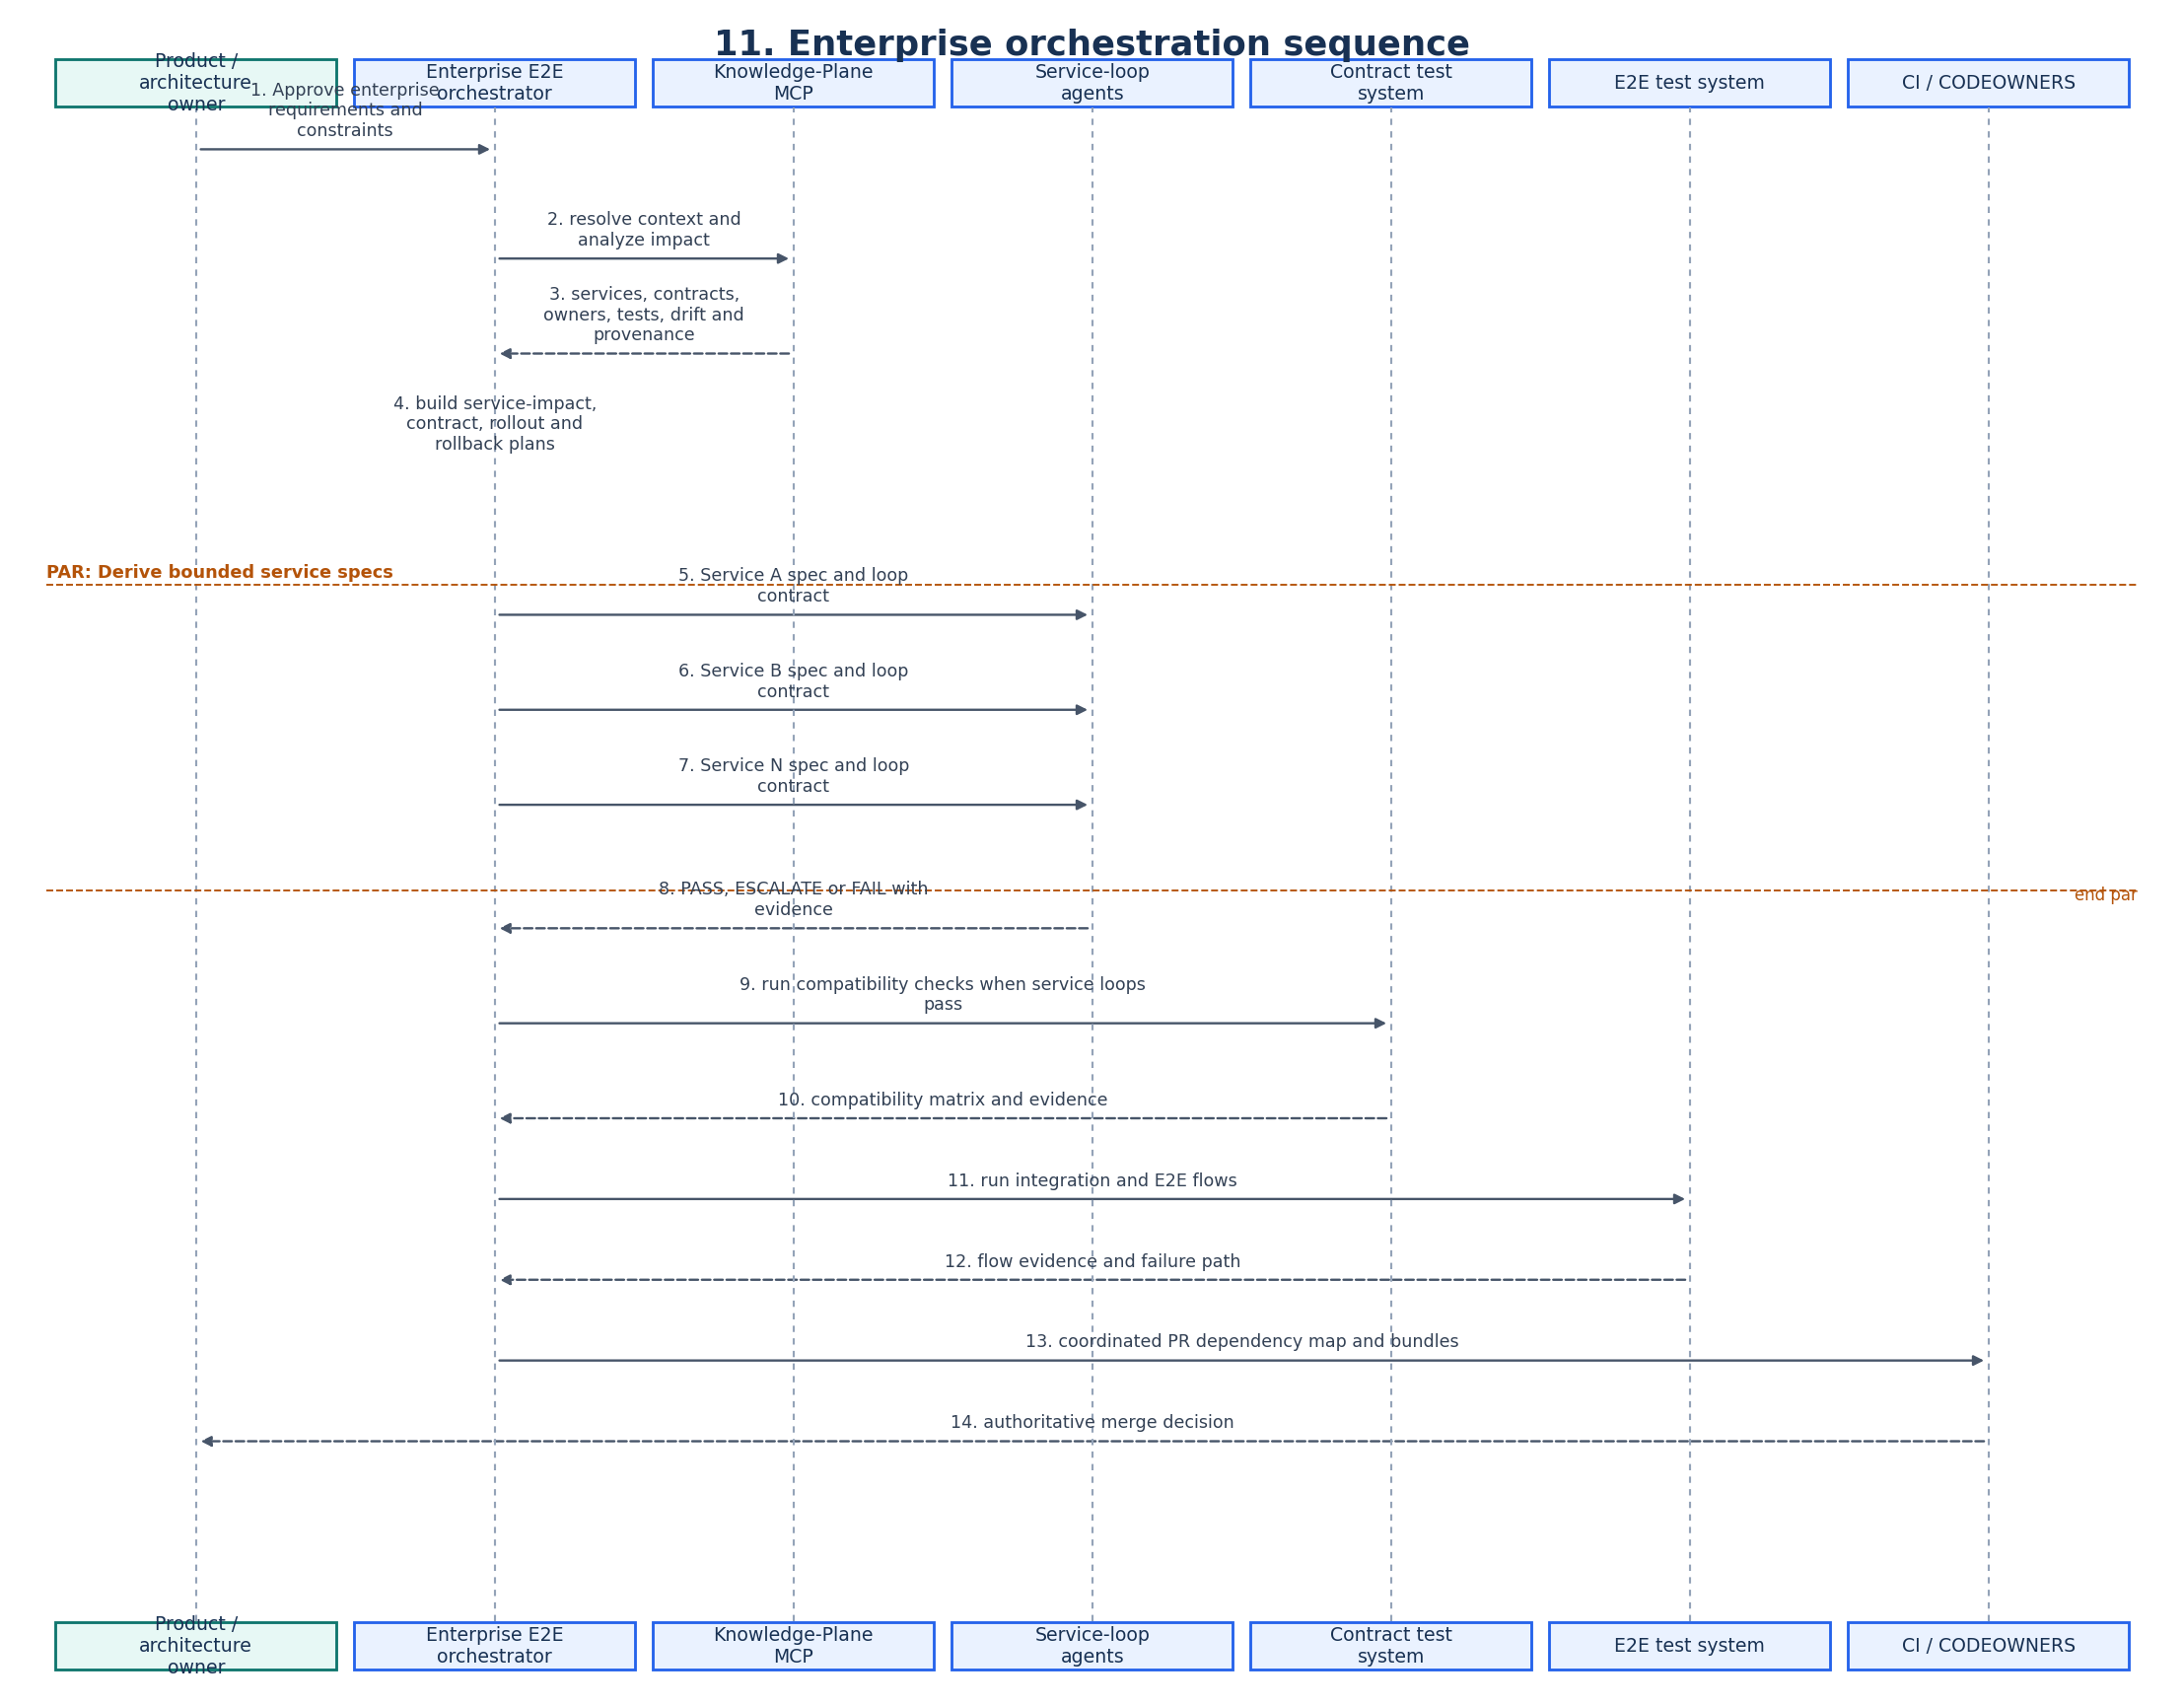 11. Enterprise orchestration sequence
Product /
architecture
owner
Enterprise E2E
orchestrator
Knowledge-Plane
MCP
Service-loop
agents
Contract test
system
E2E test system
CI / CODEOWNERS
1. Approve enterprise
requirements and
constraints
2. resolve context and
analyze impact
3. services, contracts,
owners, tests, drift and
provenance
4. build service-impact,
contract, rollout and
rollback plans
PAR: Derive bounded service specs
5. Service A spec and loop
contract
6. Service B spec and loop
contract
7. Service N spec and loop
contract
end par
8. PASS, ESCALATE or FAIL with
evidence
9. run compatibility checks when service loops
pass
10. compatibility matrix and evidence
11. run integration and E2E flows
12. flow evidence and failure path
13. coordinated PR dependency map and bundles
14. authoritative merge decision
Product /
architecture
owner
Enterprise E2E
orchestrator
Knowledge-Plane
MCP
Service-loop
agents
Contract test
system
E2E test system
CI / CODEOWNERS